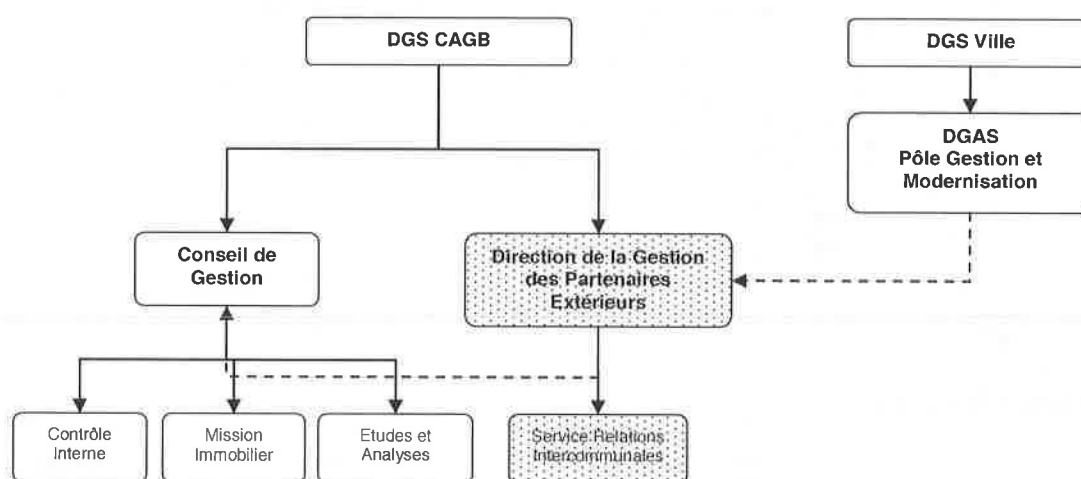 DGS CAGB
DGS Ville
DGAS
Pôle Gestion et
Modernisation
Conseil de
Gestion
Direction de la Gestion
des Partenaires
Extérieurs
Contrôle
Interne
Mission
Immobilier
Etudes et
Analyses
Service Relations
Intercommunales